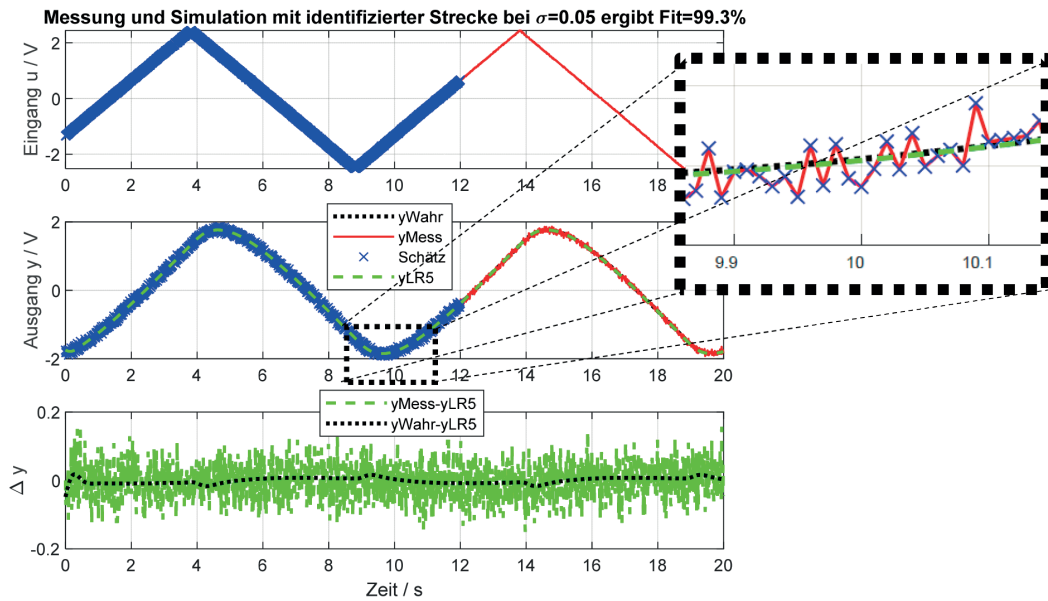 Messung und Simulation mit identifizierter Strecke bei σ=0.05 ergibt Fit=99.3%
Eingang u / V
2
0
-2
0 2 4 6 8 10 12 14 16 18
9.9 10 10.1
Ausgang y / V
2
0
-2
yWahr
yMess
Schätz
yLR5
0 2 4 6 8 10 12 14 16 18 20
yMess-yLR5
yWahr-yLR5
Δ y
0.2
0
-0.2
0 2 4 6 8 10 12 14 16 18 20
Zeit / s